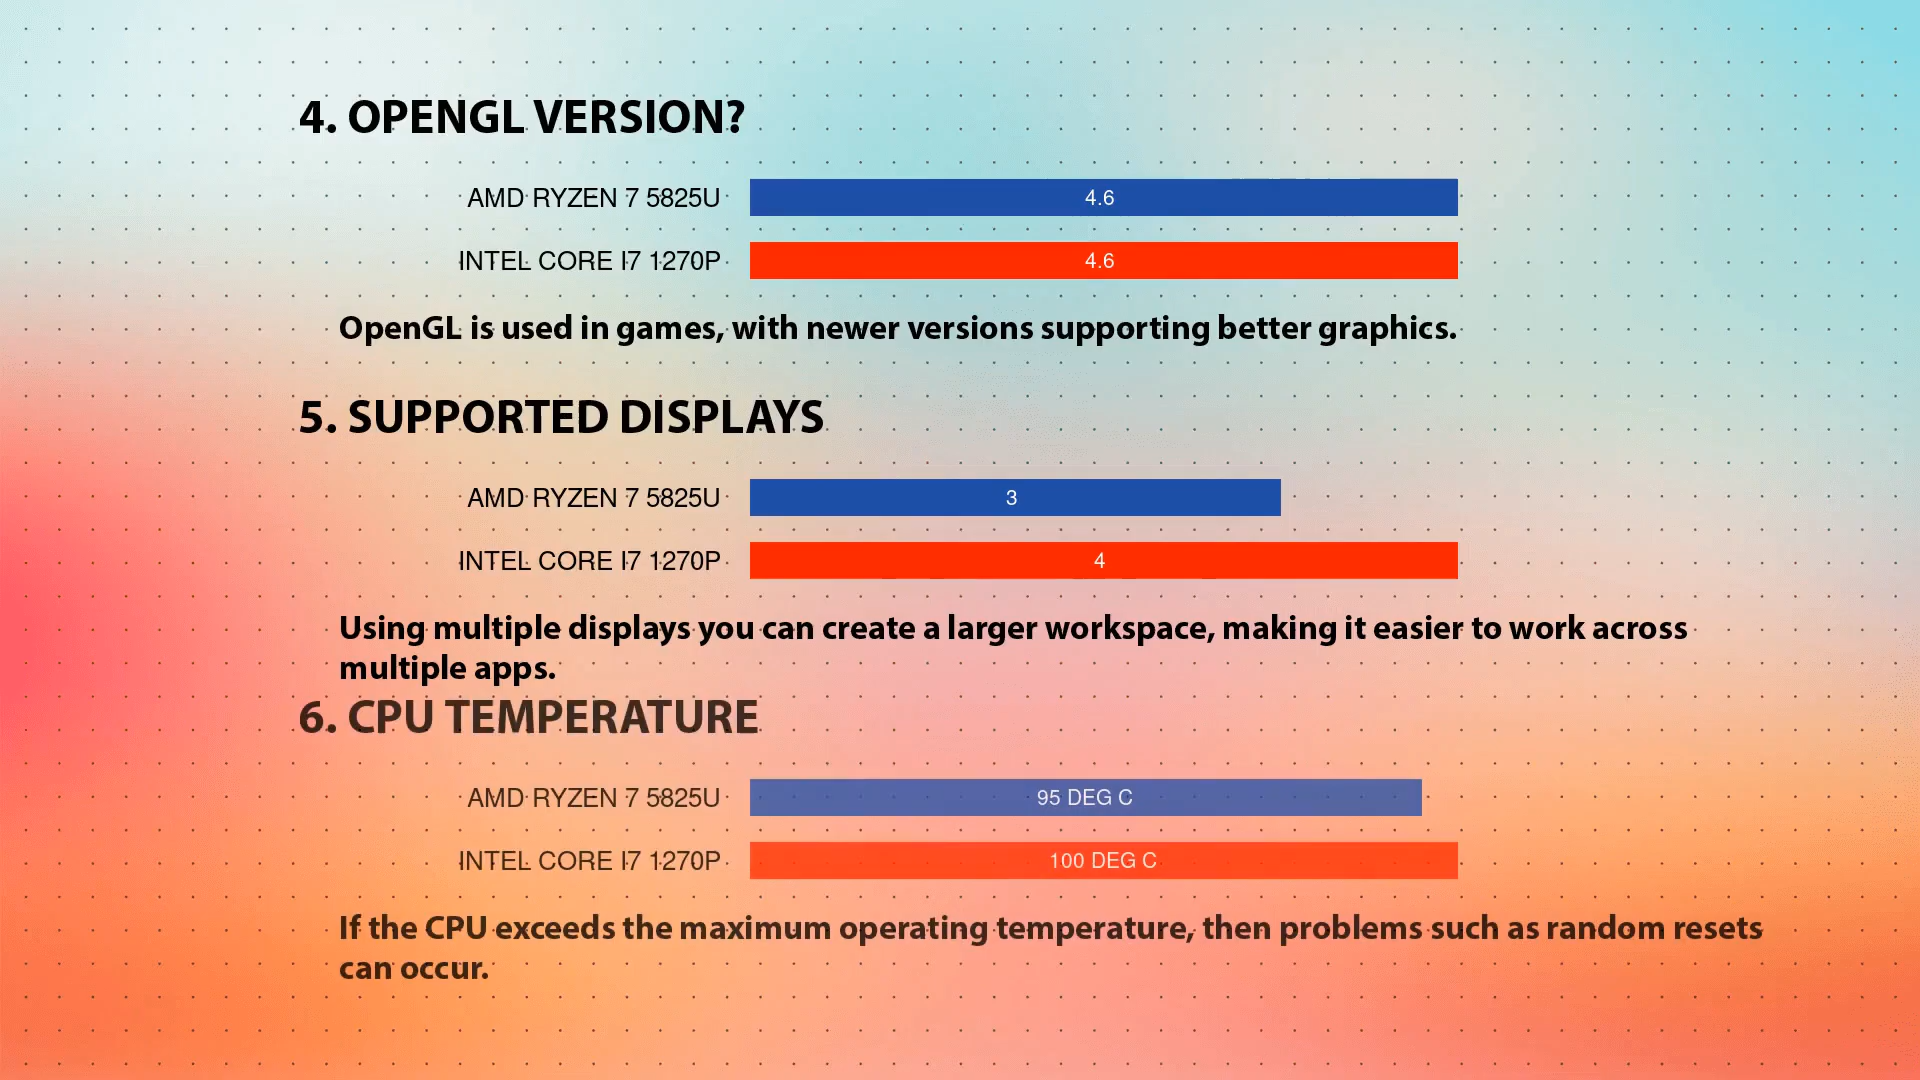 4. OPENGL VERSION?
AMD RYZEN 7 5825U
4.6
INTEL CORE I7 1270P
4.6
OpenGL is used in games, with newer versions supporting better graphics.
5. SUPPORTED DISPLAYS
AMD RYZEN 7 5825U
3
INTEL CORE I7 1270P
4
Using multiple displays you can create a larger workspace, making it easier to work across
multiple apps.
6. CPU TEMPERATURE
AMD RYZEN 7 5825U
95 DEG C
INTEL CORE I7 1270P
100 DEG C
If the CPU exceeds the maximum operating temperature, then problems such as random resets
can occur.